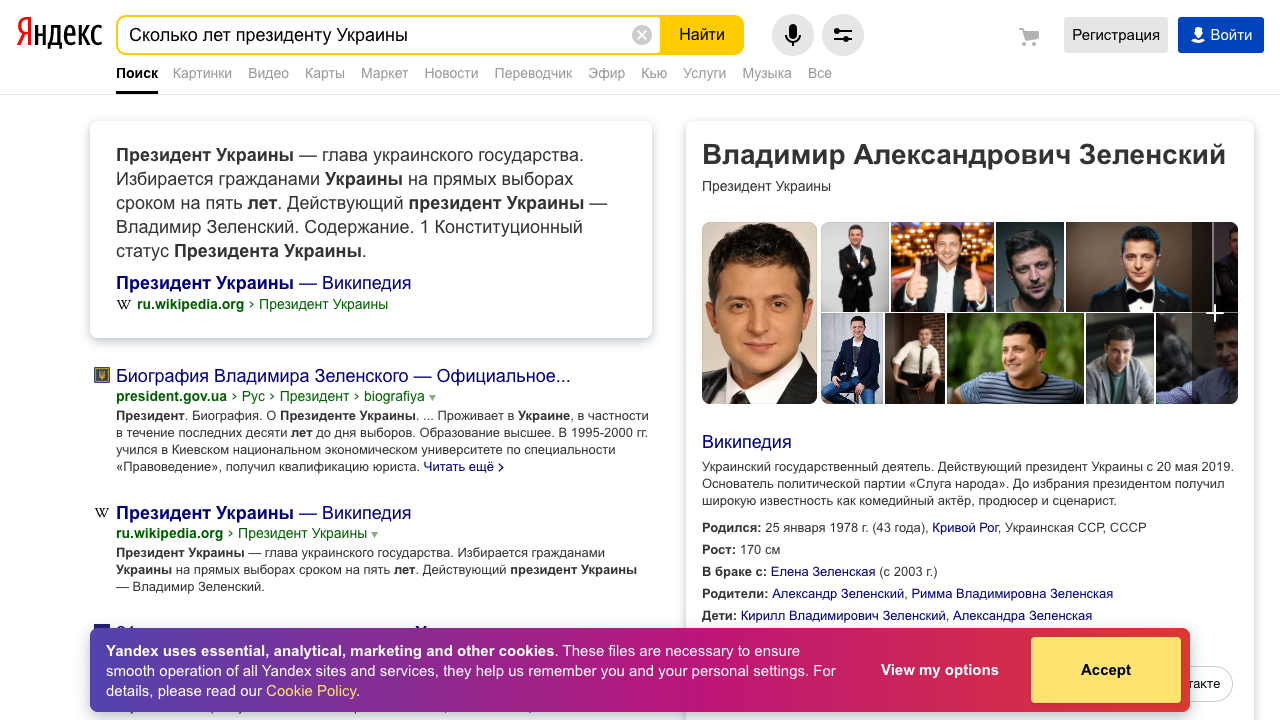 Яндекс
Сколько лет президенту Украины
Найти
Регистрация
Войти
Поиск Картинки Видео Карты Маркет Новости Переводчик Эфир Кью Услуги Музыка Все
Президент Украины — глава украинского государства.
Избирается гражданами Украины на прямых выборах
сроком на пять лет. Действующий президент Украины —
Владимир Зеленский. Содержание. 1 Конституционный
статус Президента Украины.
Президент Украины — Википедия
W ru.wikipedia.org › Президент Украины
Биография Владимира Зеленского — Официальное...
president.gov.ua › Рус › Президент › biografiya
Президент. Биография. О Президенте Украины. ... Проживает в Украине, в частности
в течение последних десяти лет до дня выборов. Образование высшее. В 1995-2000 гг.
учился в Киевском национальном экономическом университете по специальности
«Правоведение», получил квалификацию юриста. Читать ещё ›
W Президент Украины — Википедия
ru.wikipedia.org › Президент Украины
Президент Украины — глава украинского государства. Избирается гражданами
Украины на прямых выборах сроком на пять лет. Действующий президент Украины
— Владимир Зеленский.
Владимир Александрович Зеленский
Президент Украины
Википедия
Украинский государственный деятель. Действующий президент Украины с 20 мая 2019.
Основатель политической партии «Слуга народа». До избрания президентом получил
широкую известность как комедийный актёр, продюсер и сценарист.
Родился: 25 января 1978 г. (43 года), Кривой Рог, Украинская ССР, СССР
Рост: 170 см
В браке с: Елена Зеленская (с 2003 г.)
Родители: Александр Зеленский, Римма Владимировна Зеленская
Дети: Кирилл Владимирович Зеленский, Александра Зеленская
такте
Yandex uses essential, analytical, marketing and other cookies. These files are necessary to ensure
smooth operation of all Yandex sites and services, they help us remember you and your personal settings. For
details, please read our Cookie Policy.
View my options
Accept